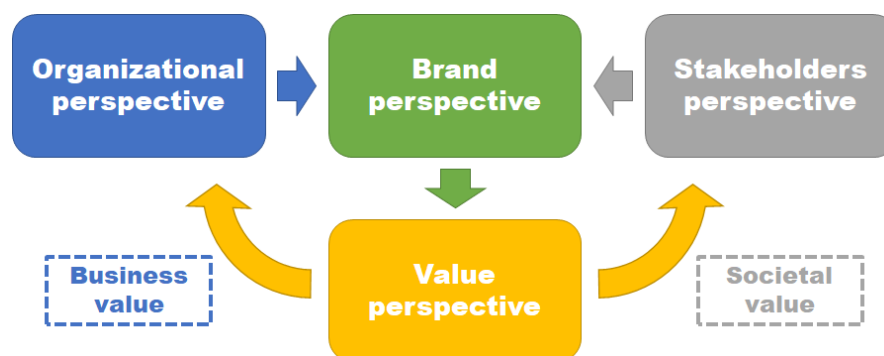 Organizational
perspective
Brand
perspective
Stakeholders
perspective
Business
value
Value
perspective
Societal
value